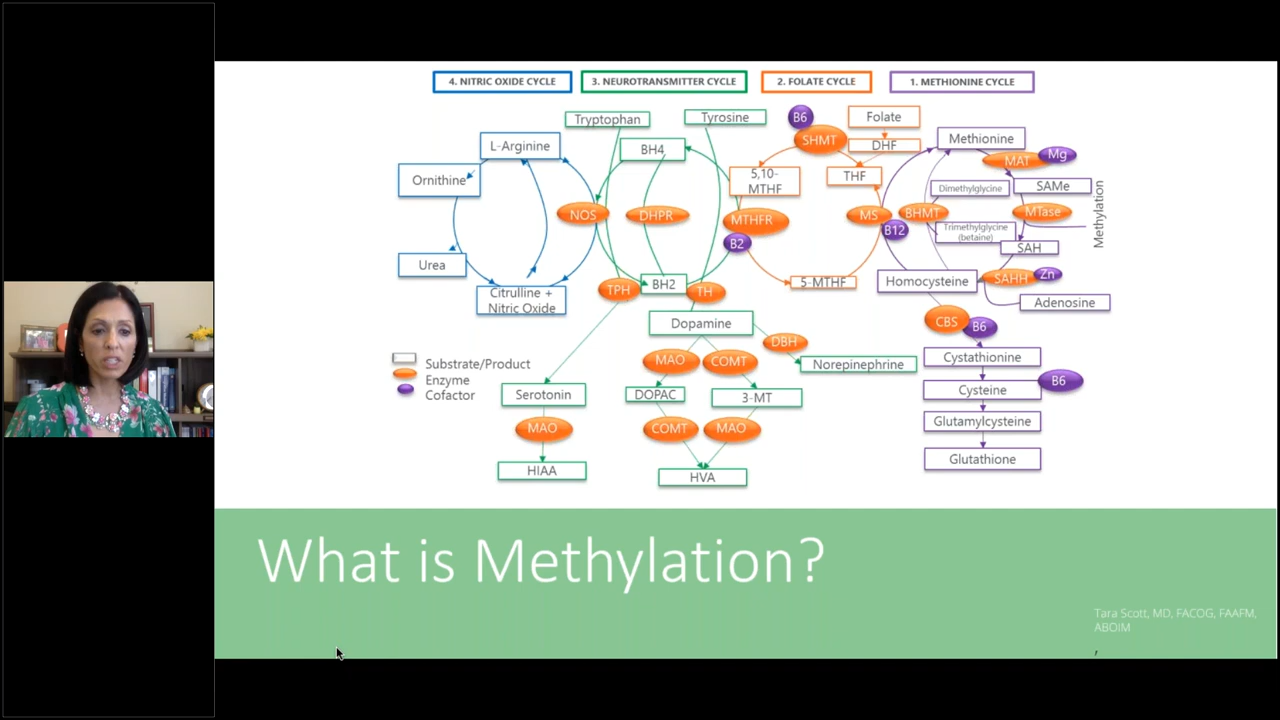 4. NITRIC OXIDE CYCLE
3. NEUROTRANSMITTER CYCLE
2. FOLATE CYCLE
1. METHIONINE CYCLE
Tryptophan
Tyrosine
B6
Folate
SHMT
DHF
L-Arginine
BH4
Methionine
MAT
Mg
Ornithine
5,10-
MTHF
THF
Dimethylglycine
SAMe
NOS
DHPR
MTHFR
MS
BHMT
MTase
Methylation
B12
Trimethylglycine
(betaine)
B2
SAH
Urea
TPH
BH2
TH
5-MTHF
Homocysteine
SAHH
Zn
Citrulline +
Nitric Oxide
Adenosine
Dopamine
CBS
B6
DBH
Substrate/Product
Enzyme
Cofactor
MAO
COMT
Norepinephrine
Cystathionine
Serotonin
DOPAC
3-MT
Cysteine
B6
MAO
COMT
MAO
Glutamylcysteine
HIAA
HVA
Glutathione
What is Methylation?
Tara Scott, MD, FACOG, FAAFM,
ABOIM
,